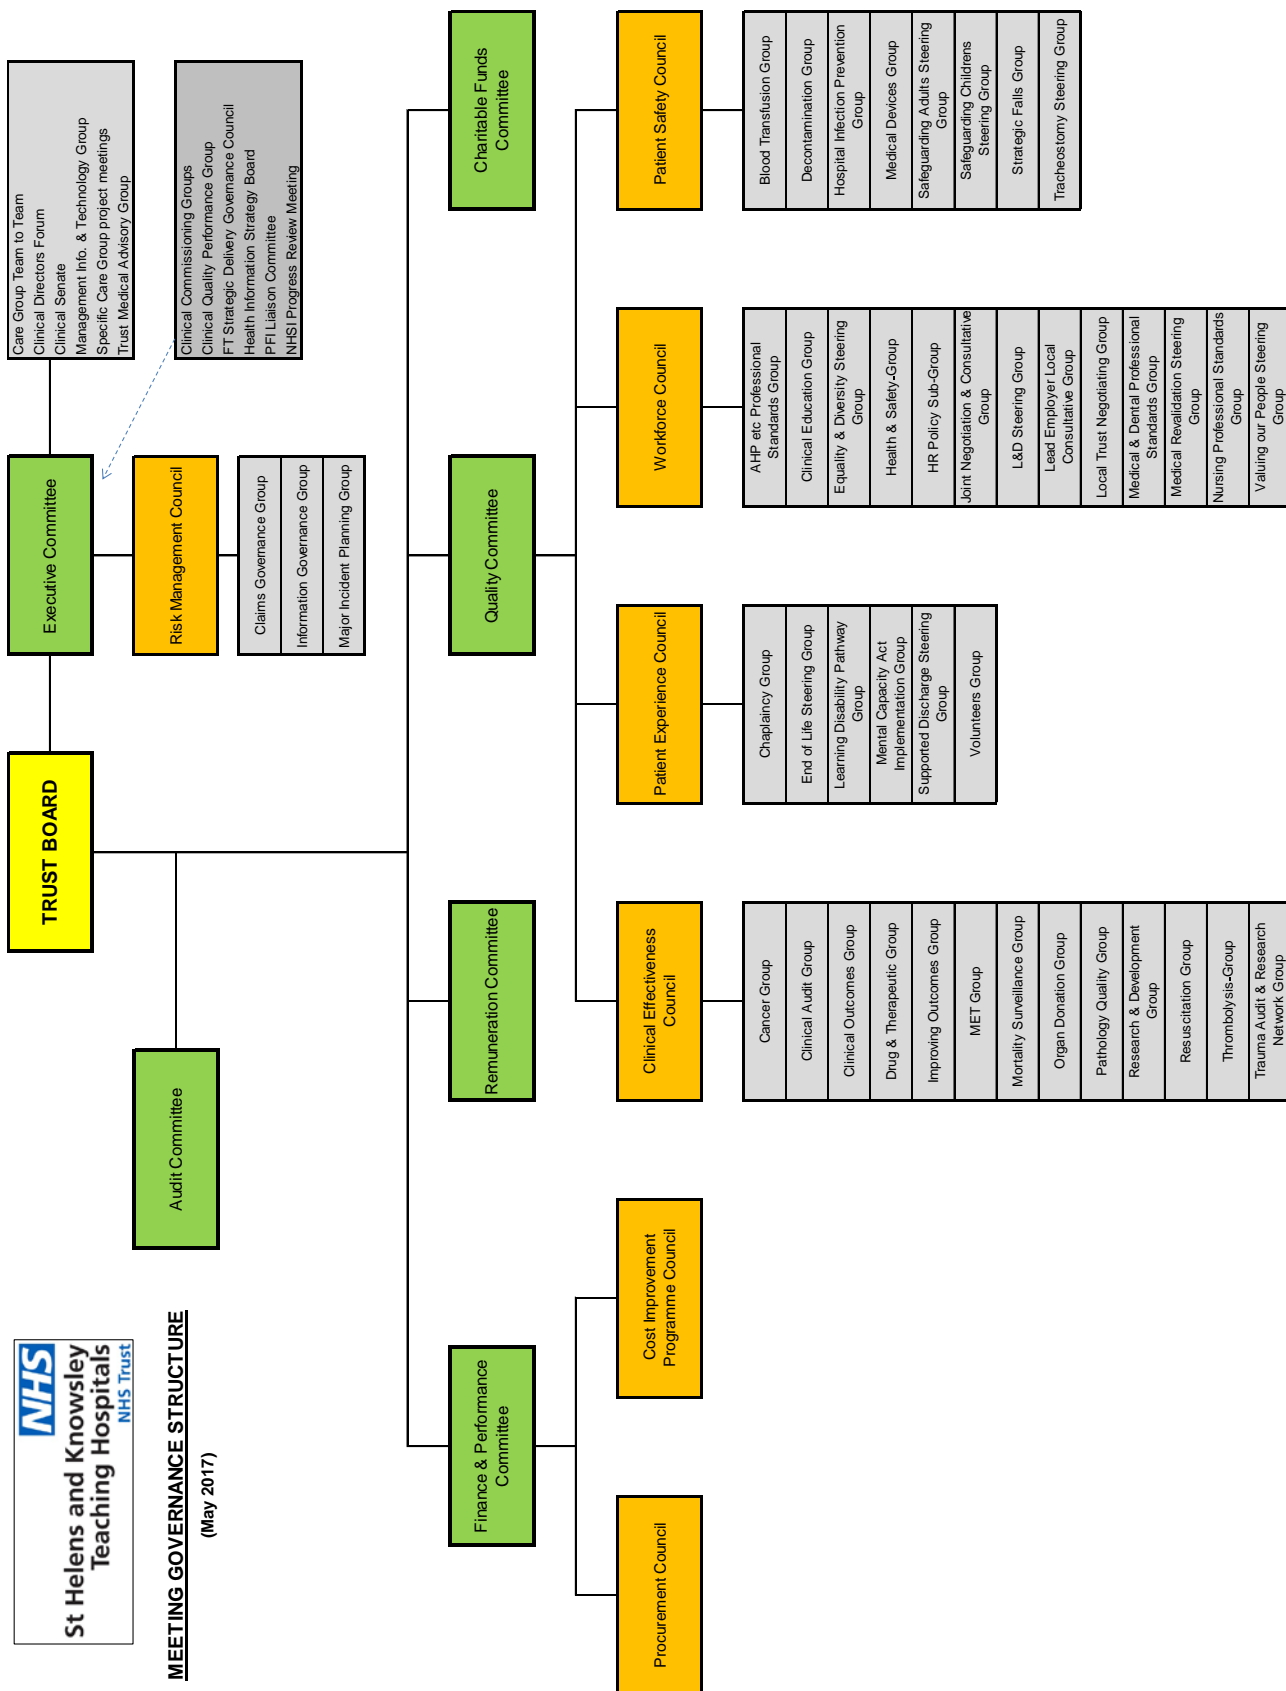 NHS
St Helens and Knowsley
Teaching Hospitals
NHS Trust
MEETING GOVERNANCE STRUCTURE
(May 2017)
TRUST BOARD
Executive Committee
Care Group Team to Team
Clinical Directors Forum
Clinical Senate
Management Info. & Technology Group
Specific Care Group project meetings
Trust Medical Advisory Group
Audit Committee
Risk Management Council
Clinical Commissioning Groups
Clinical Quality Performance Group
FT Strategic Delivery Governance Council
Health Information Strategy Board
PFI Liaison Committee
NHSI Progress Review Meeting
Claims Governance Group
Information Governance Group
Major Incident Planning Group
Finance & Performance
Committee
Remuneration Committee
Quality Committee
Charitable Funds
Committee
Procurement Council
Cost Improvement
Programme Council
Clinical Effectiveness
Council
Patient Experience Council
Workforce Council
Patient Safety Council
Cancer Group
Clinical Audit Group
Clinical Outcomes Group
Drug & Therapeutic Group
Improving Outcomes Group
MET Group
Mortality Surveillance Group
Organ Donation Group
Pathology Quality Group
Research & Development
Group
Resuscitation Group
Thrombolysis-Group
Trauma Audit & Research
Network Group
Chaplaincy Group
End of Life Steering Group
Learning Disability Pathway
Group
Mental Capacity Act
Implementation Group
Supported Discharge Steering
Group
Volunteers Group
AHP etc Professional
Standards Group
Clinical Education Group
Equality & Diversity Steering
Group
Health & Safety-Group
HR Policy Sub-Group
Joint Negotiation & Consultative
Group
L&D Steering Group
Lead Employer Local
Consultative Group
Local Trust Negotiating Group
Medical & Dental Professional
Standards Group
Medical Revalidation Steering
Group
Nursing Professional Standards
Group
Valuing our People Steering
Group
Blood Transfusion Group
Decontamination Group
Hospital Infection Prevention
Group
Medical Devices Group
Safeguarding Adults Steering
Group
Safeguarding Childrens
Steering Group
Strategic Falls Group
Tracheostomy Steering Group